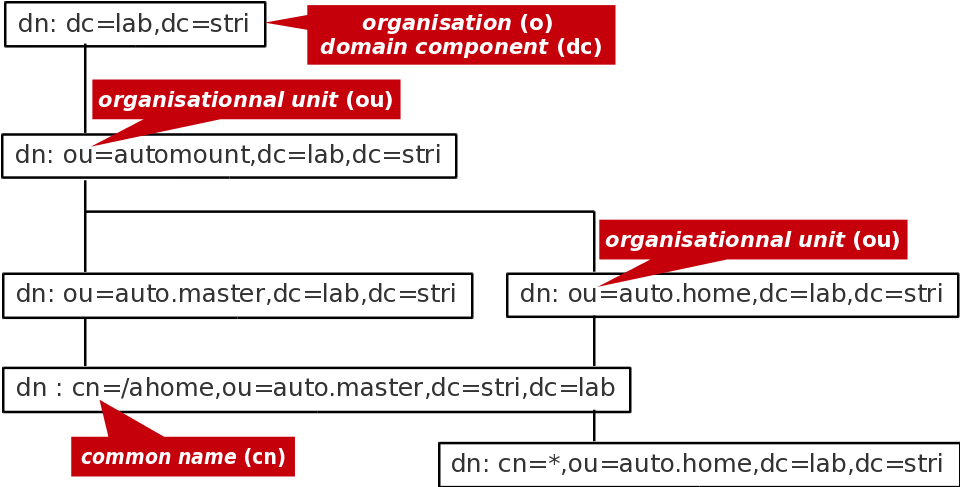 dn: dc=lab,dc=stri
organisation (o)
domain component (dc)
organisationnal unit (ou)
dn: ou=automount,dc=lab,dc=stri
organisationnal unit (ou)
dn: ou=auto.master,dc=lab,dc=stri
dn: ou=auto.home,dc=lab,dc=stri
dn : cn=/ahome,ou=auto.master,dc=stri,dc=lab
common name (cn)
dn: cn=*,ou=auto.home,dc=lab,dc=stri